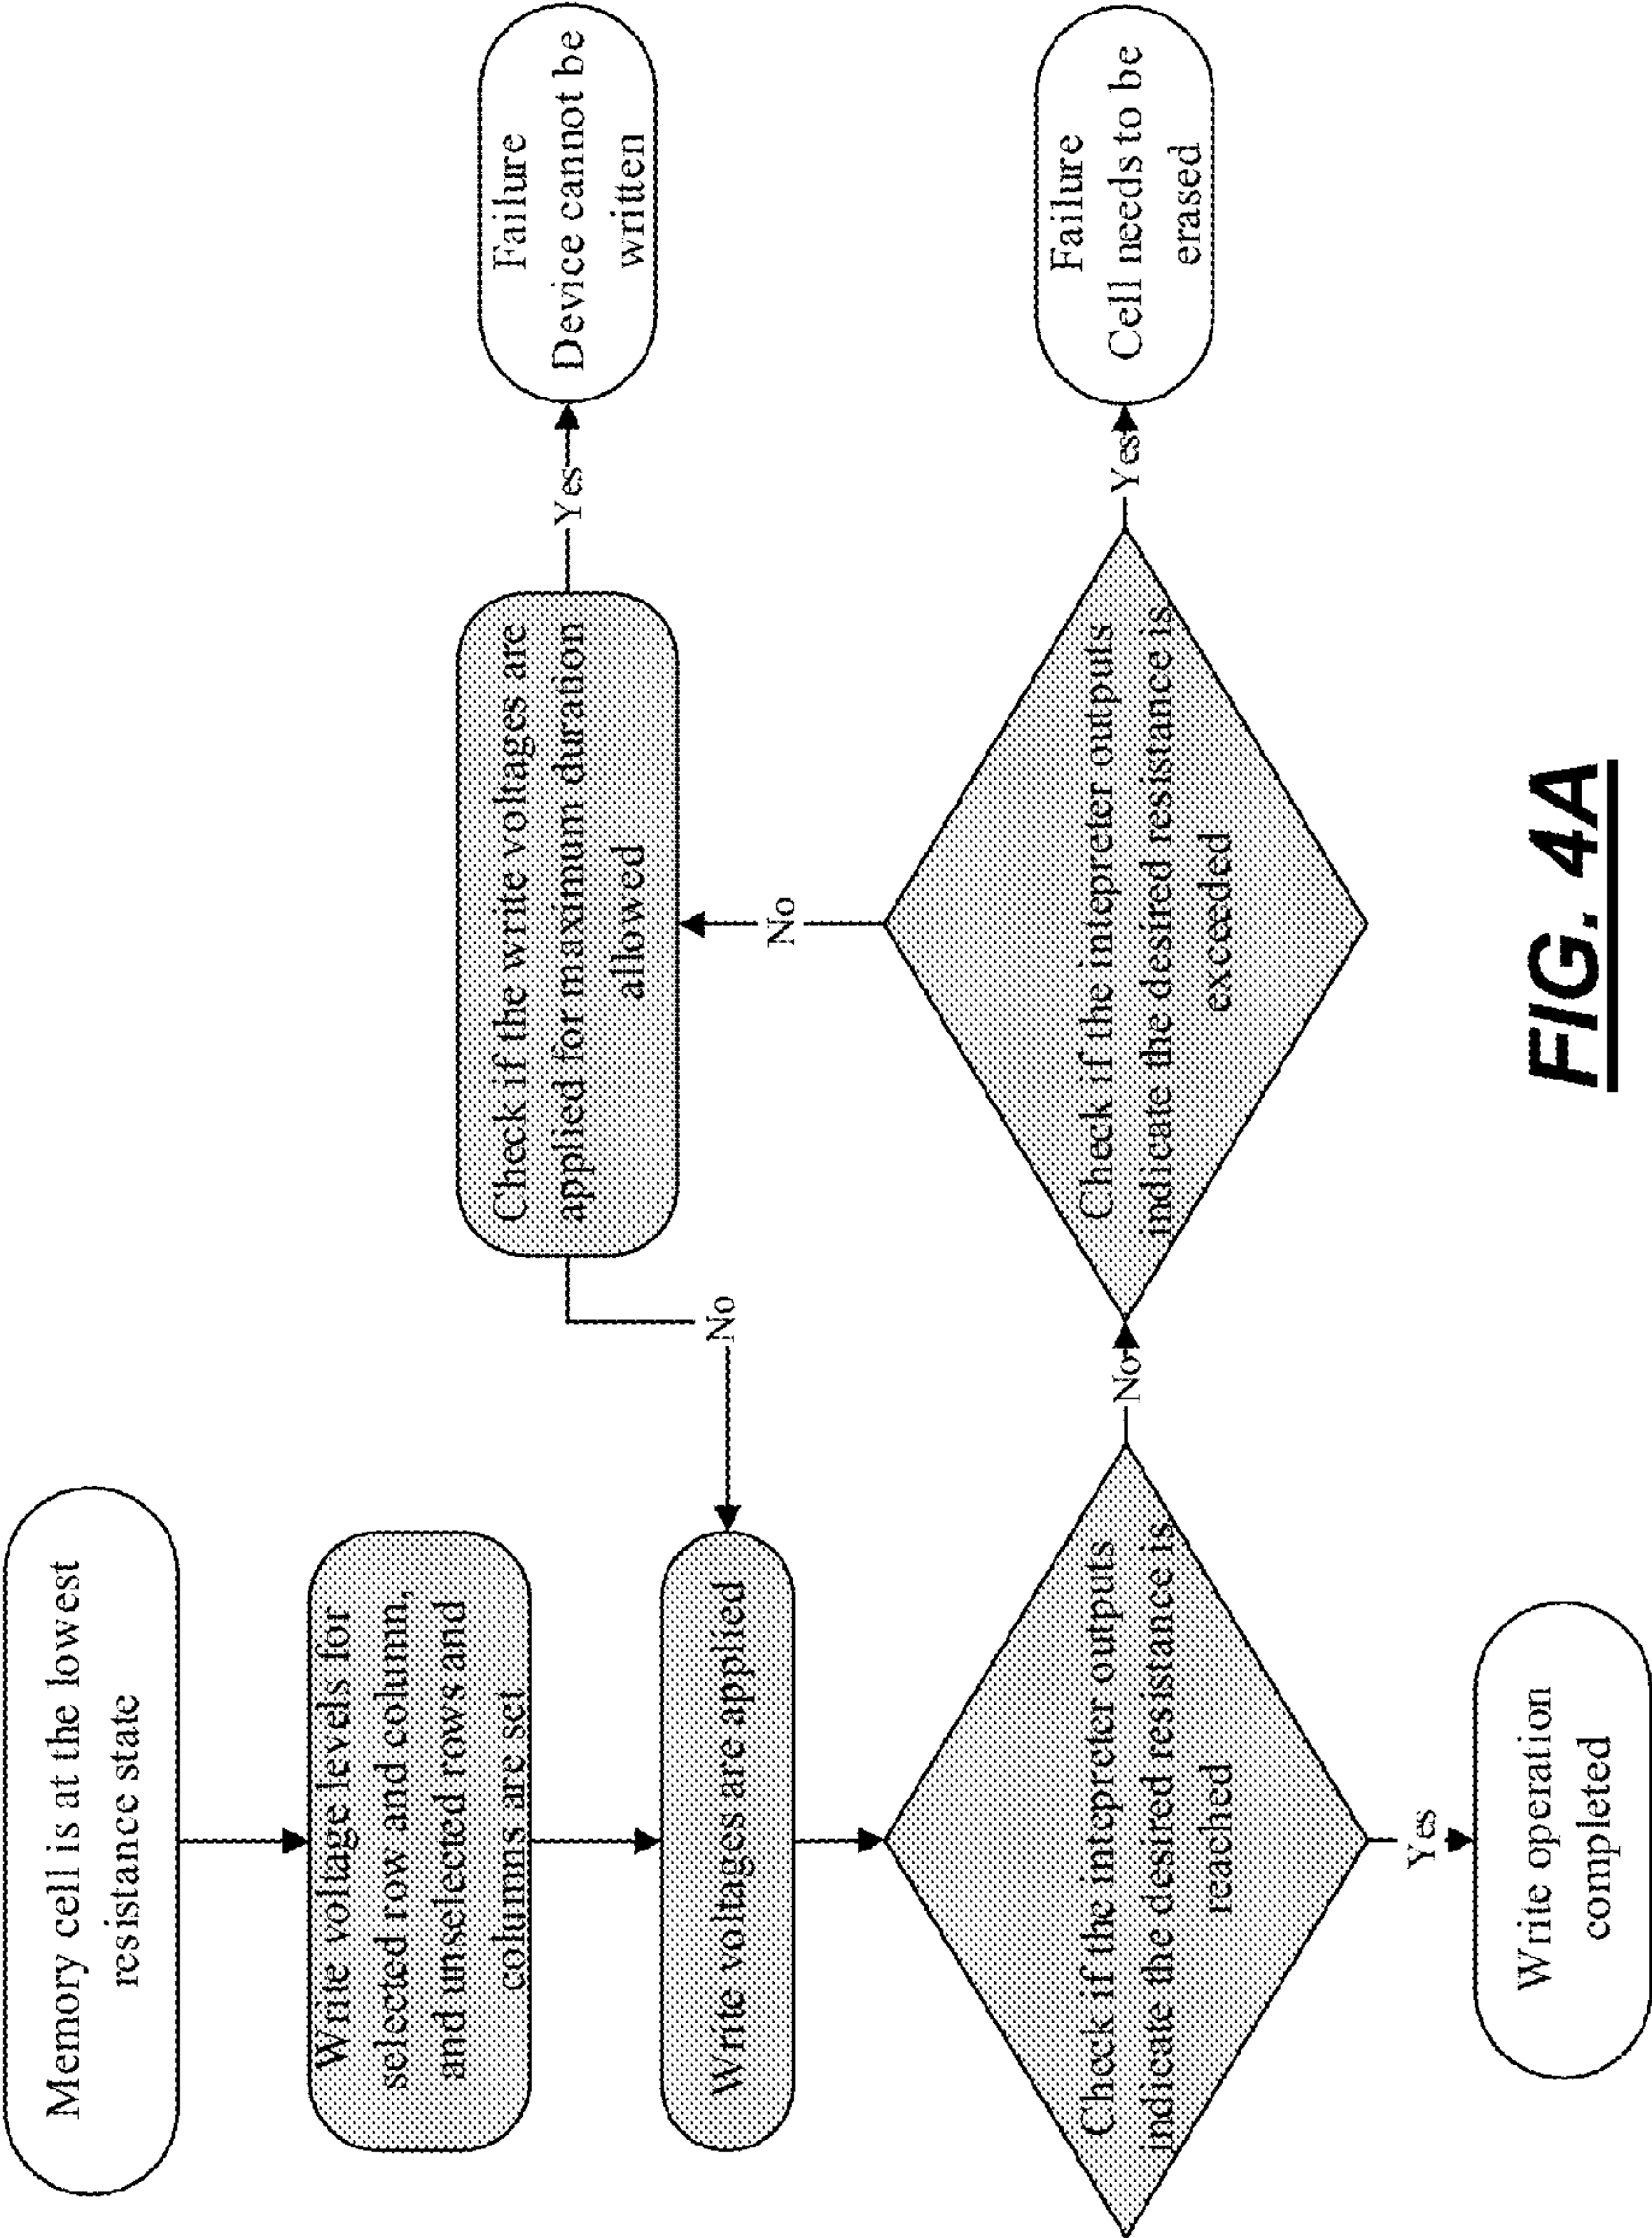 Memory cell is at the lowest
resistance state
Write voltage levels for
selected row and column,
and unselected rows and
columns are set
Write voltages are applied
Check if the intepreter outputs
indicate the desired resistance is
reached
Yes
Write operation
completed
No
Check if the intepreter outputs
indicate the desired resistance is
exceeded
Yes
Failure
Cell needs to be
erased
No
Check if the write voltages are
applied for maximum duration
allowed
No
Yes
Failure
Device cannot be
written
FIG. 4A